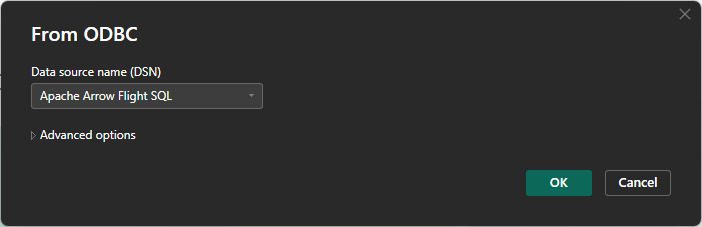 From ODBC
Data source name (DSN)
Apache Arrow Flight SQL
Advanced options
OK
Cancel